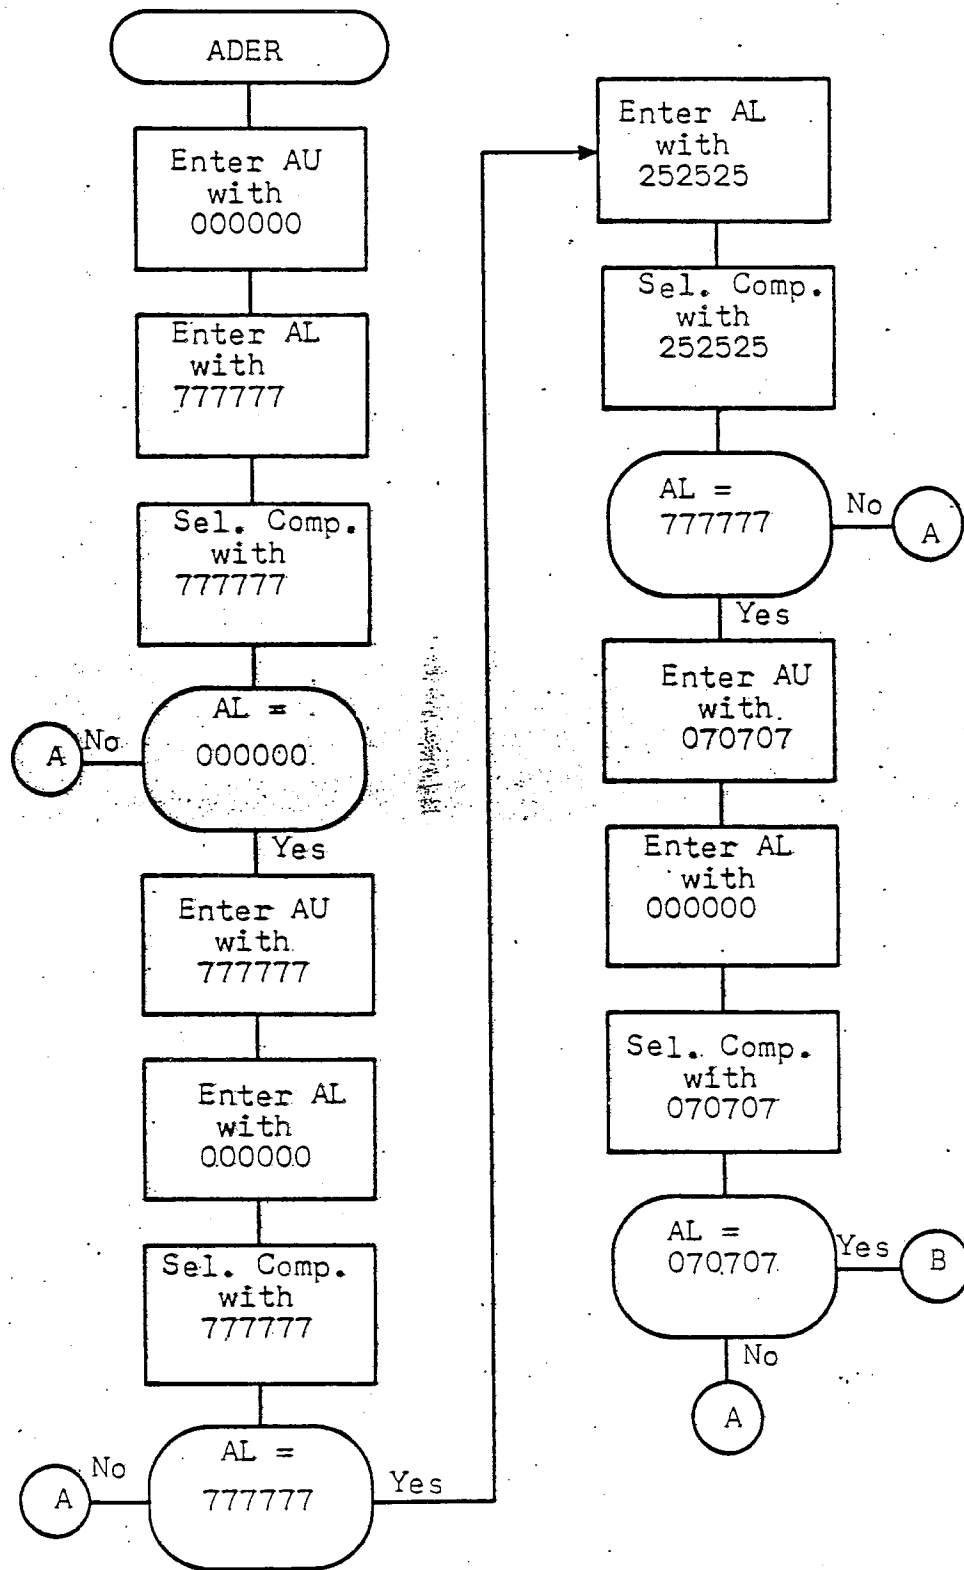 ADER
Enter AU
with
000000
Enter AL
with
777777
Sel. Comp.
with
777777
AL =
000000
No
A
Yes
Enter AU
with
777777
Enter AL
with
000000
Sel. Comp.
with
777777
AL =
777777
No
A
Yes
Enter AL
with
252525
Sel. Comp.
with
252525
AL =
777777
No
A
Yes
Enter AU
with
070707
Enter AL
with
000000
Sel. Comp.
with
070707
AL =
070707
Yes
B
No
A